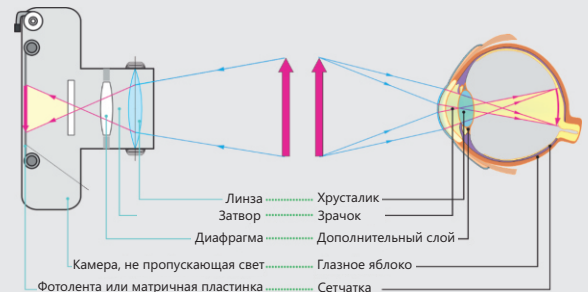 Линза Хрусталик
Затвор Зрачок
Диафрагма Дополнительный слой
Камера, не пропускающая свет Глазное яблоко
Фотолента или матричная пластинка Сетчатка